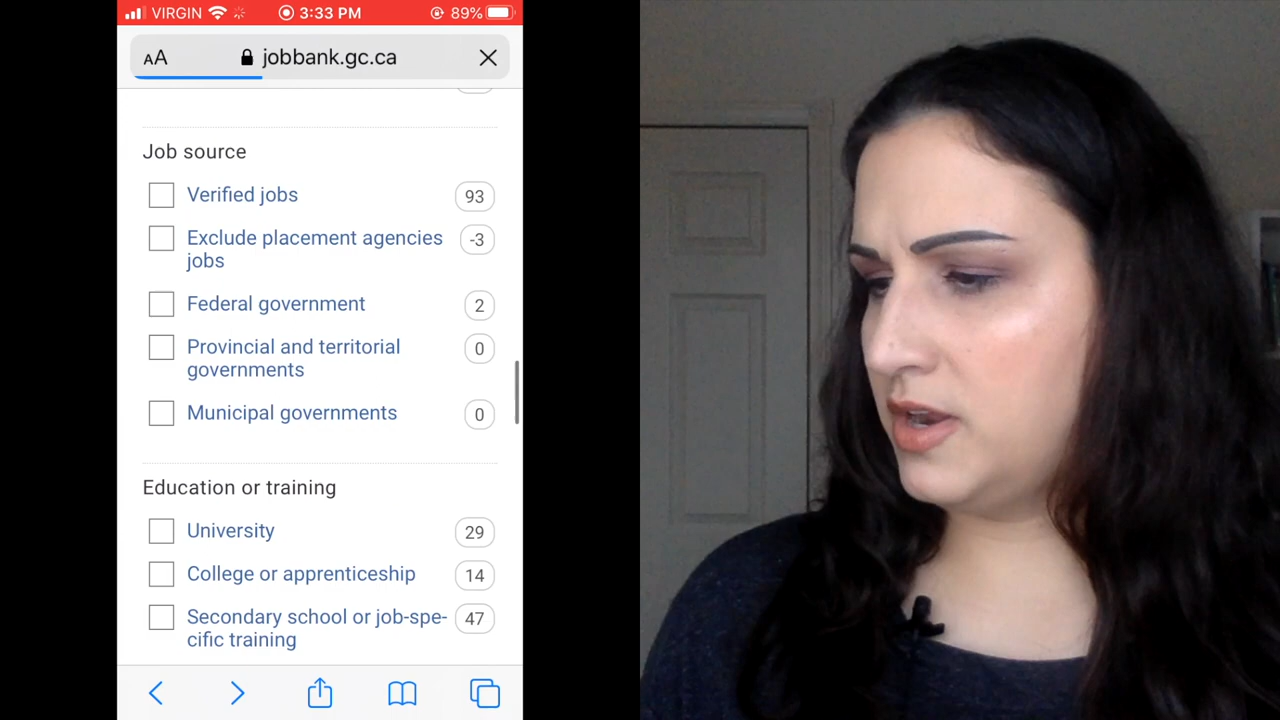 VIRGIN 3:33 PM 89%
AA jobbank.gc.ca
Job source
Verified jobs 93
Exclude placement agencies -3
jobs
Federal government 2
Provincial and territorial 0
governments
Municipal governments 0
Education or training
University 29
College or apprenticeship 14
Secondary school or job-spe- 47
cific training